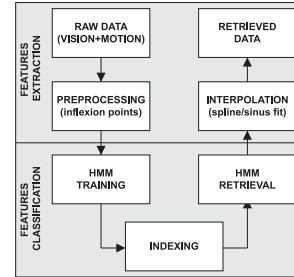 FEATURES
EXTRACTION
RAW DATA
(VISION+MOTION)
RETRIEVED
DATA
PREPROCESSING
(inflexion points)
INTERPOLATION
(spline/sinus fit)
FEATURES
CLASSIFICATION
HMM
TRAINING
HMM
RETRIEVAL
INDEXING